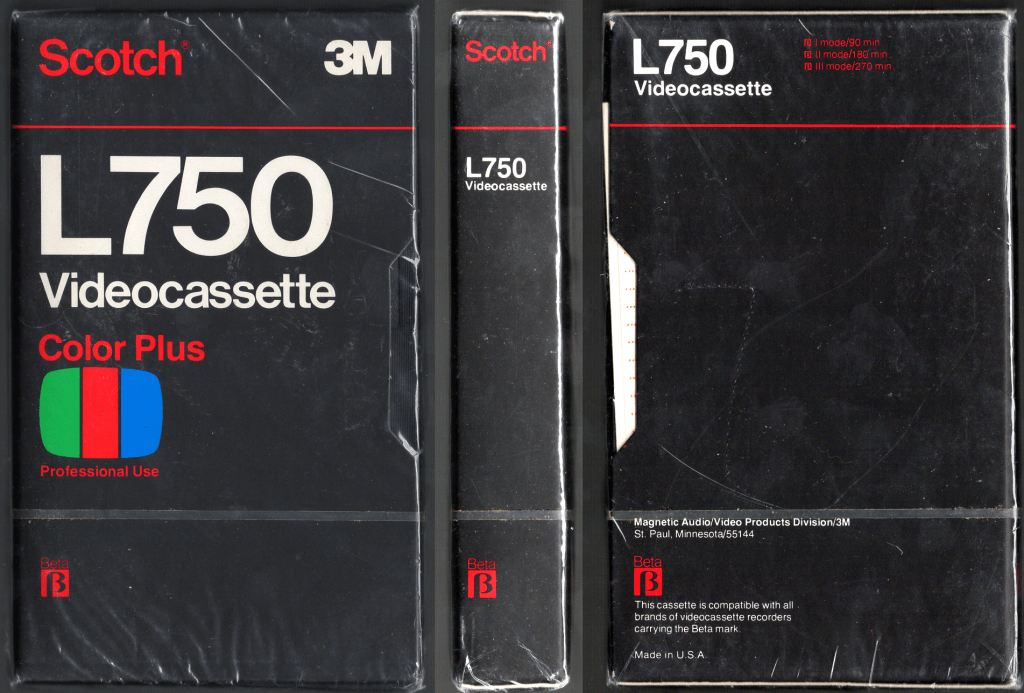 Scotch®
3M
L750
Videocassette
Color Plus
Professional Use
Beta
B
Scotch®
L750
Videocassette
Beta
B
L750
Videocassette
B I mode/90 min.
B II mode/180 min.
B III mode/270 min.
Magnetic Audio/Video Products Division/3M
St. Paul, Minnesota/55144
Beta
B
This cassette is compatible with all
brands of videocassette recorders
carrying the Beta mark.
Made in U.S.A.